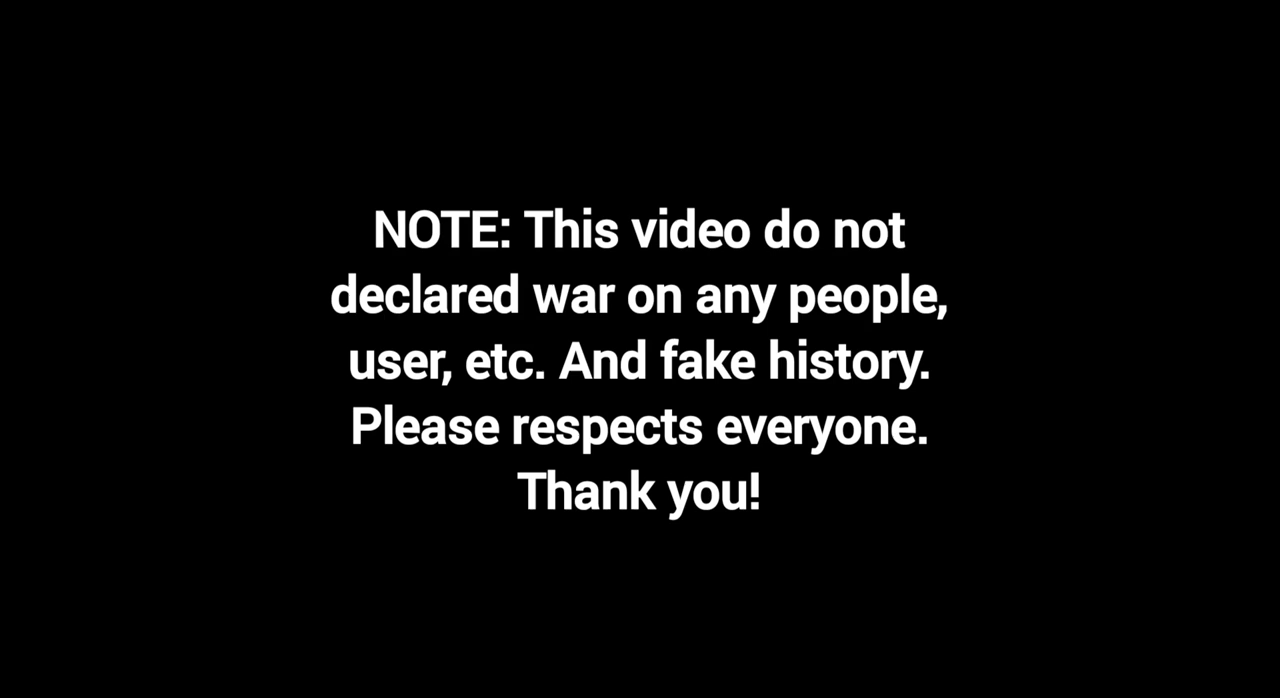 NOTE: This video do not
declared war on any people,
user, etc. And fake history.
Please respects everyone.
Thank you!